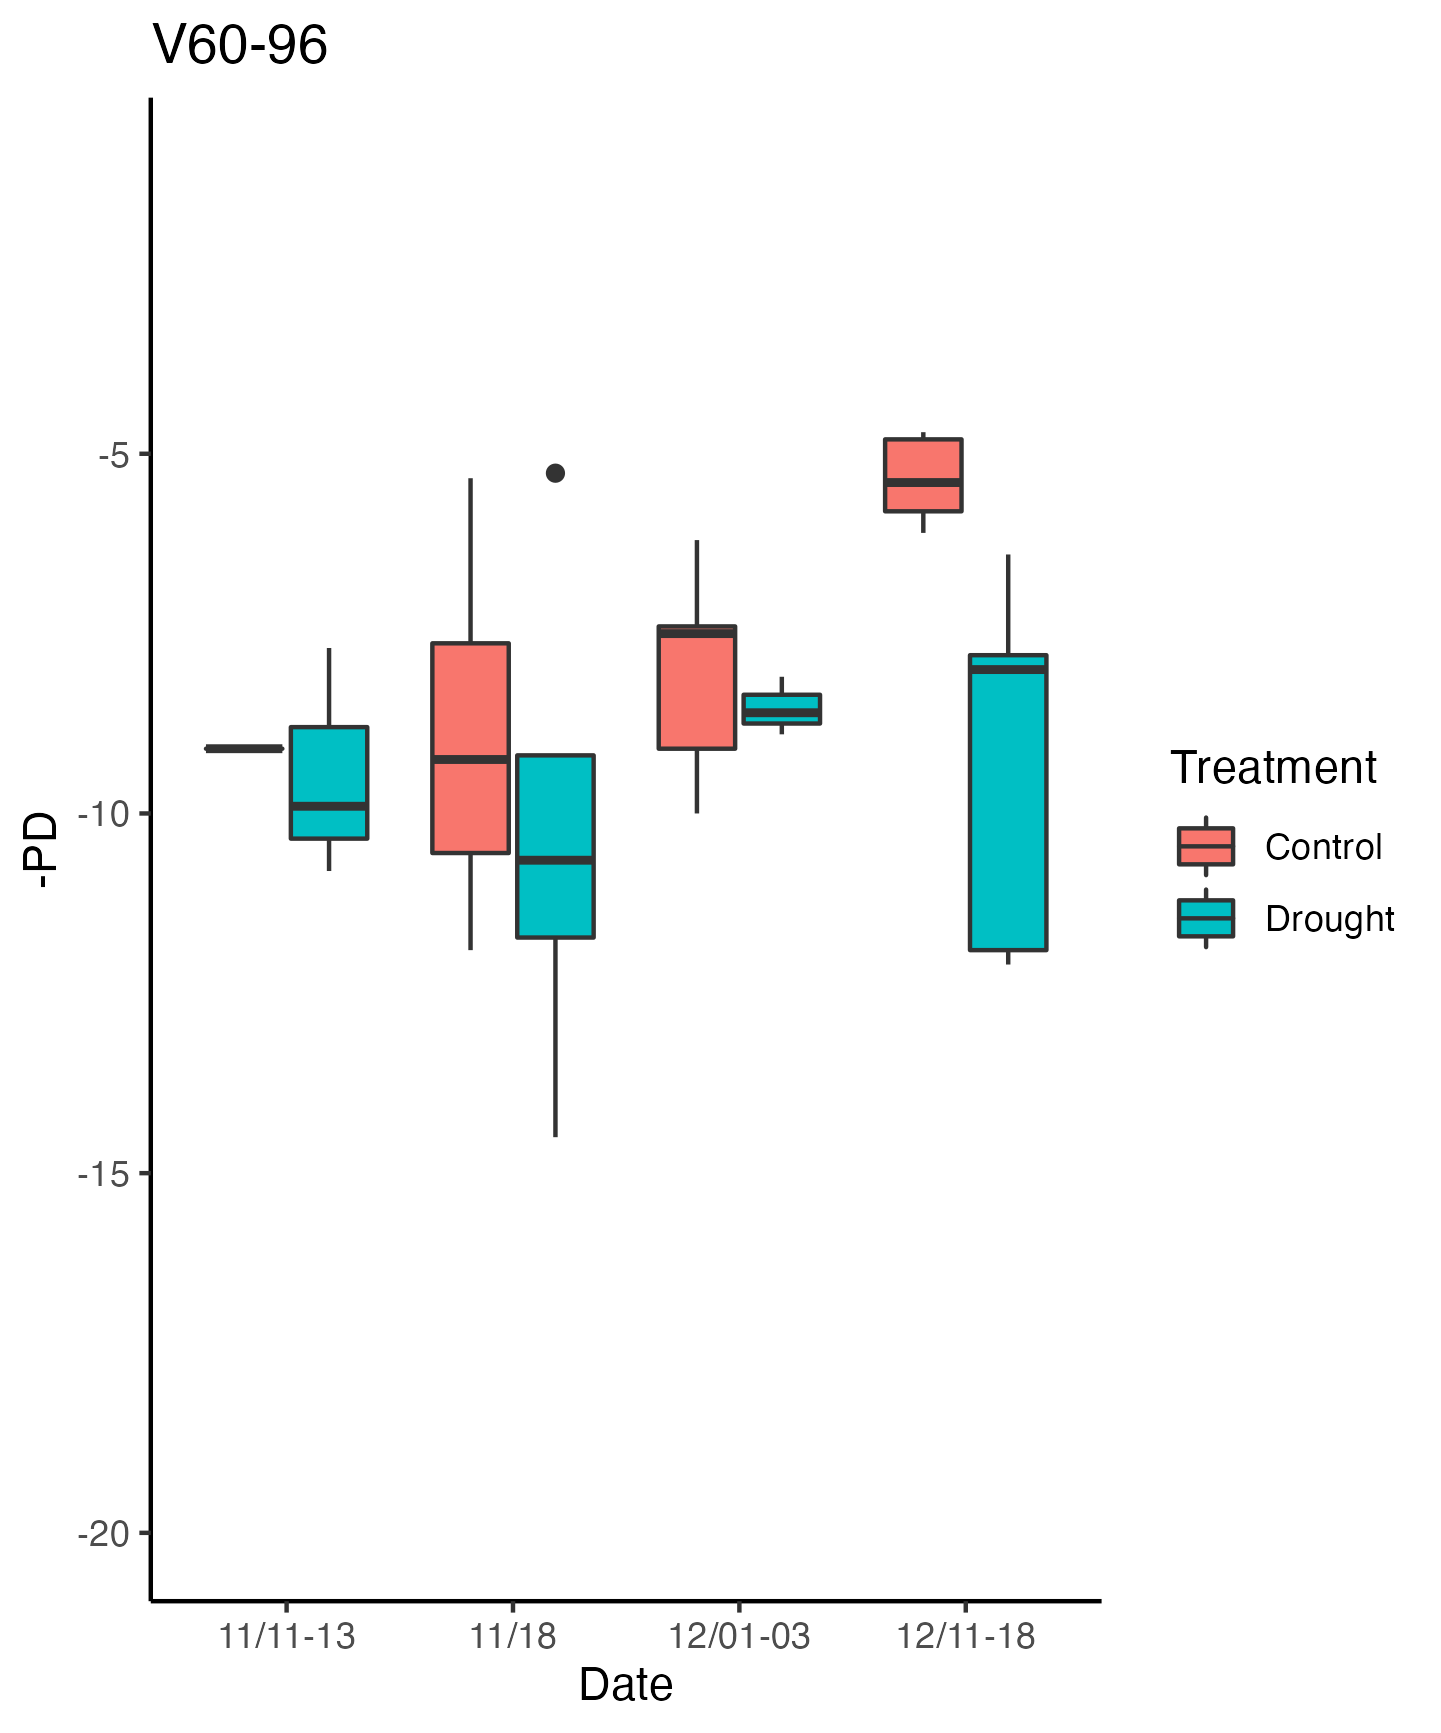 V60-96
-5
-10
-15
-20
-PD
11/11-13
11/18
12/01-03
12/11-18
Date
Treatment
Control
Drought